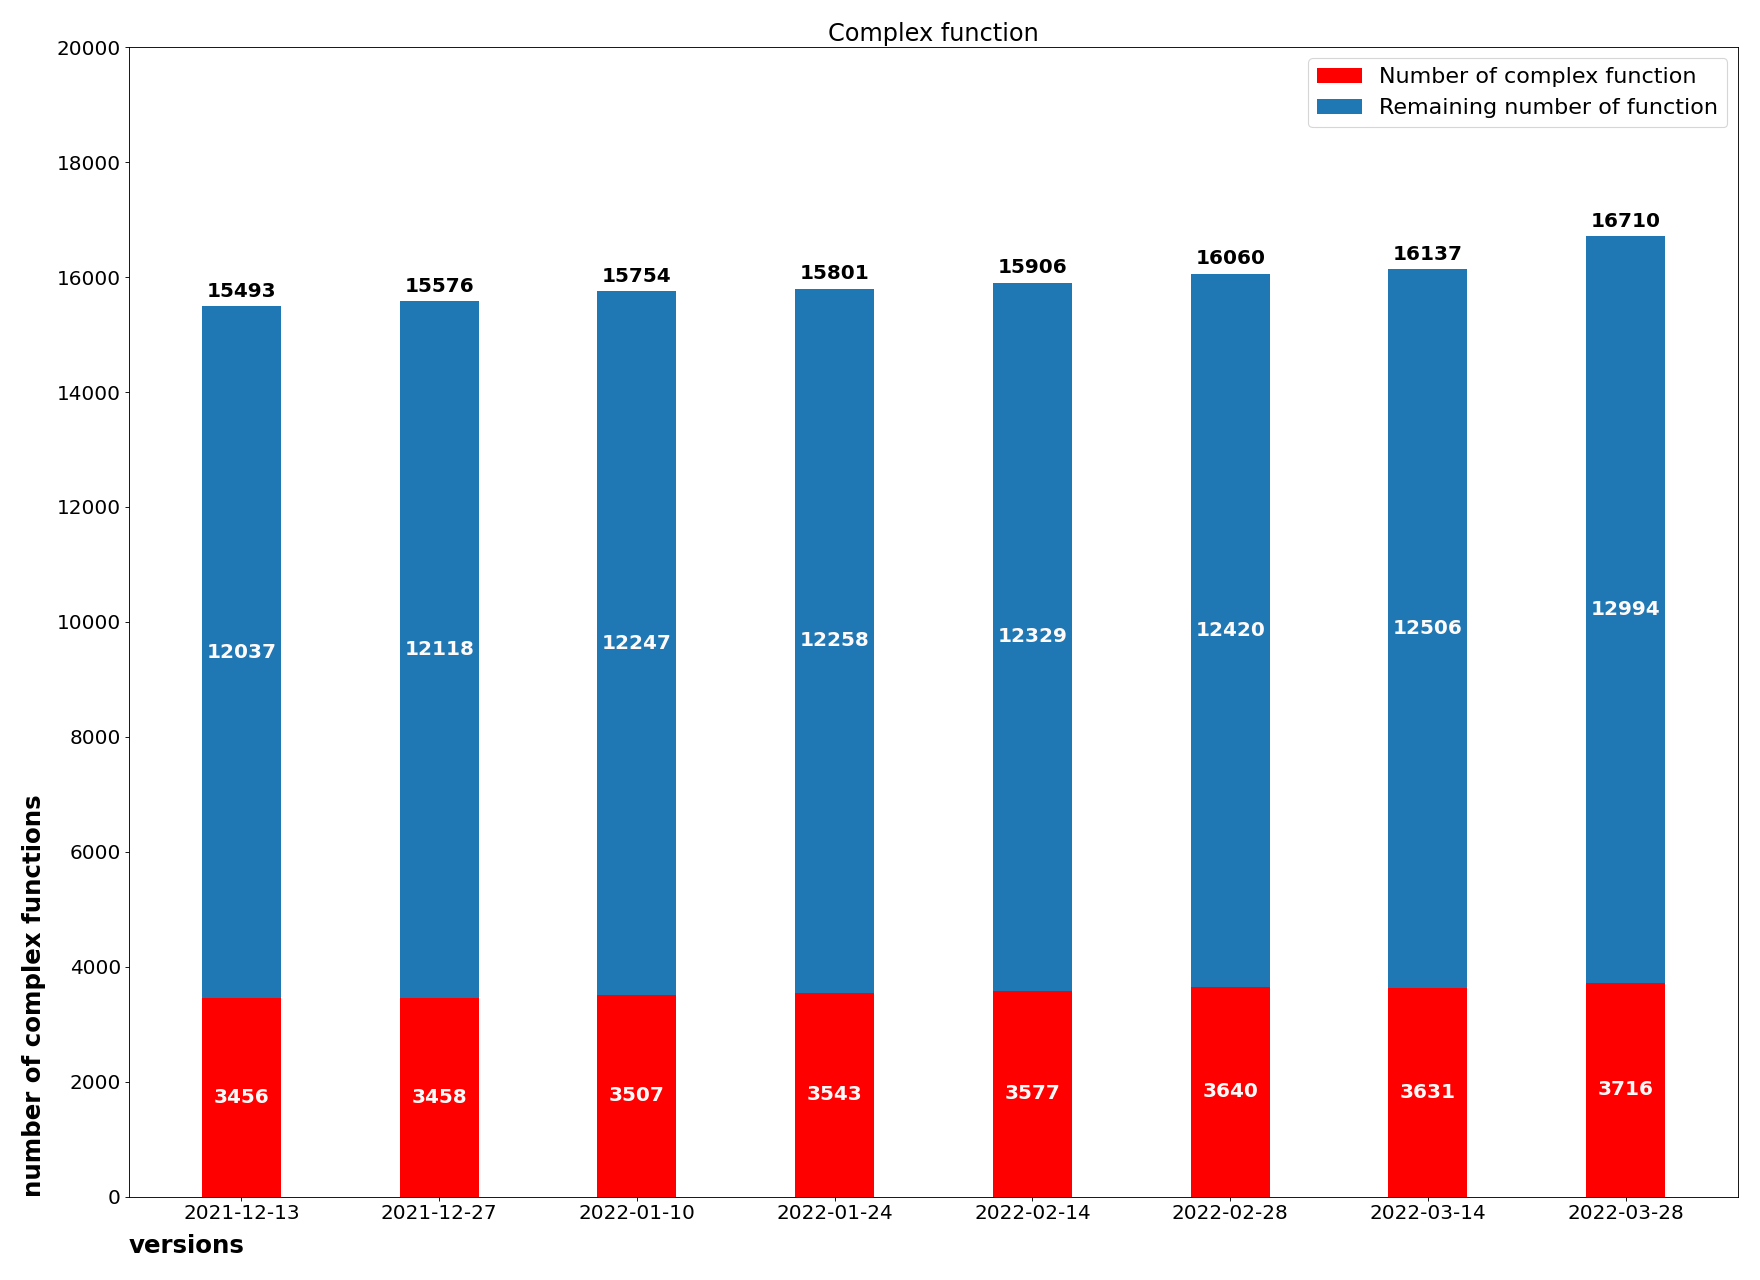 Complex function
20000
18000
16000
14000
12000
10000
8000
6000
4000
2000
0
number of complex functions
Number of complex function
Remaining number of function
15493 15576 15754 15801 15906 16060 16137 16710
12037 12118 12247 12258 12329 12420 12506 12994
3456 3458 3507 3543 3577 3640 3631 3716
2021-12-13 2021-12-27 2022-01-10 2022-01-24 2022-02-14 2022-02-28 2022-03-14 2022-03-28
versions